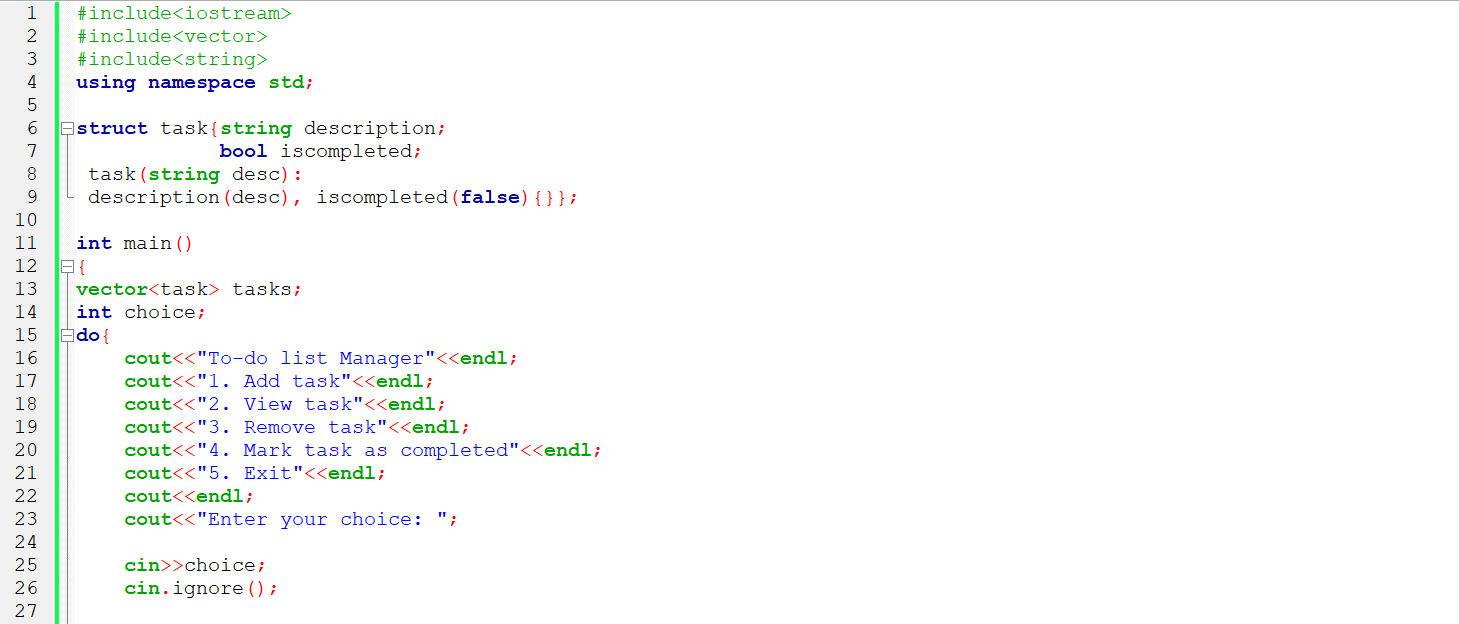 1 #include<iostream>
2 #include<vector>
3 #include<string>
4 using namespace std;
5
6 struct task{string description;
7             bool iscompleted;
8  task(string desc):
9  description(desc), iscompleted(false){}};
10
11 int main()
12 {
13 vector<task> tasks;
14 int choice;
15 do{
16     cout<<"To-do list Manager"<<endl;
17     cout<<"1. Add task"<<endl;
18     cout<<"2. View task"<<endl;
19     cout<<"3. Remove task"<<endl;
20     cout<<"4. Mark task as completed"<<endl;
21     cout<<"5. Exit"<<endl;
22     cout<<endl;
23     cout<<"Enter your choice: ";
24
25     cin>>choice;
26     cin.ignore();
27